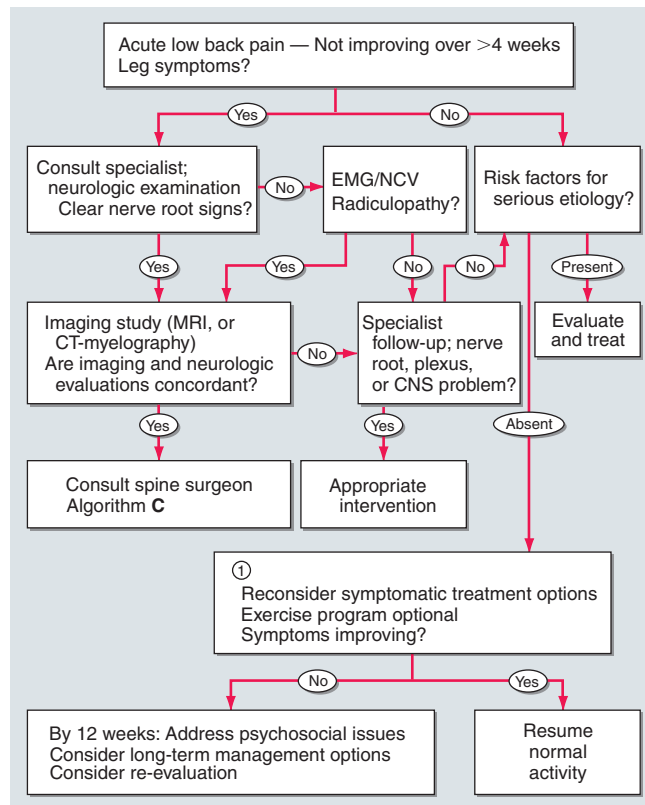 Acute low back pain — Not improving over >4 weeks
Leg symptoms?
Yes
No
Consult specialist;
neurologic examination
Clear nerve root signs?
No
EMG/NCV
Radiculopathy?
Risk factors for
serious etiology?
Yes
Yes
No
No
Present
Imaging study (MRI, or
CT-myelography)
Are imaging and neurologic
evaluations concordant?
No
Specialist
follow-up; nerve
root, plexus,
or CNS problem?
Evaluate
and treat
Yes
Yes
Absent
Consult spine surgeon
Algorithm C
Appropriate
intervention
①
Reconsider symptomatic treatment options
Exercise program optional
Symptoms improving?
No
Yes
By 12 weeks: Address psychosocial issues
Consider long-term management options
Consider re-evaluation
Resume
normal
activity